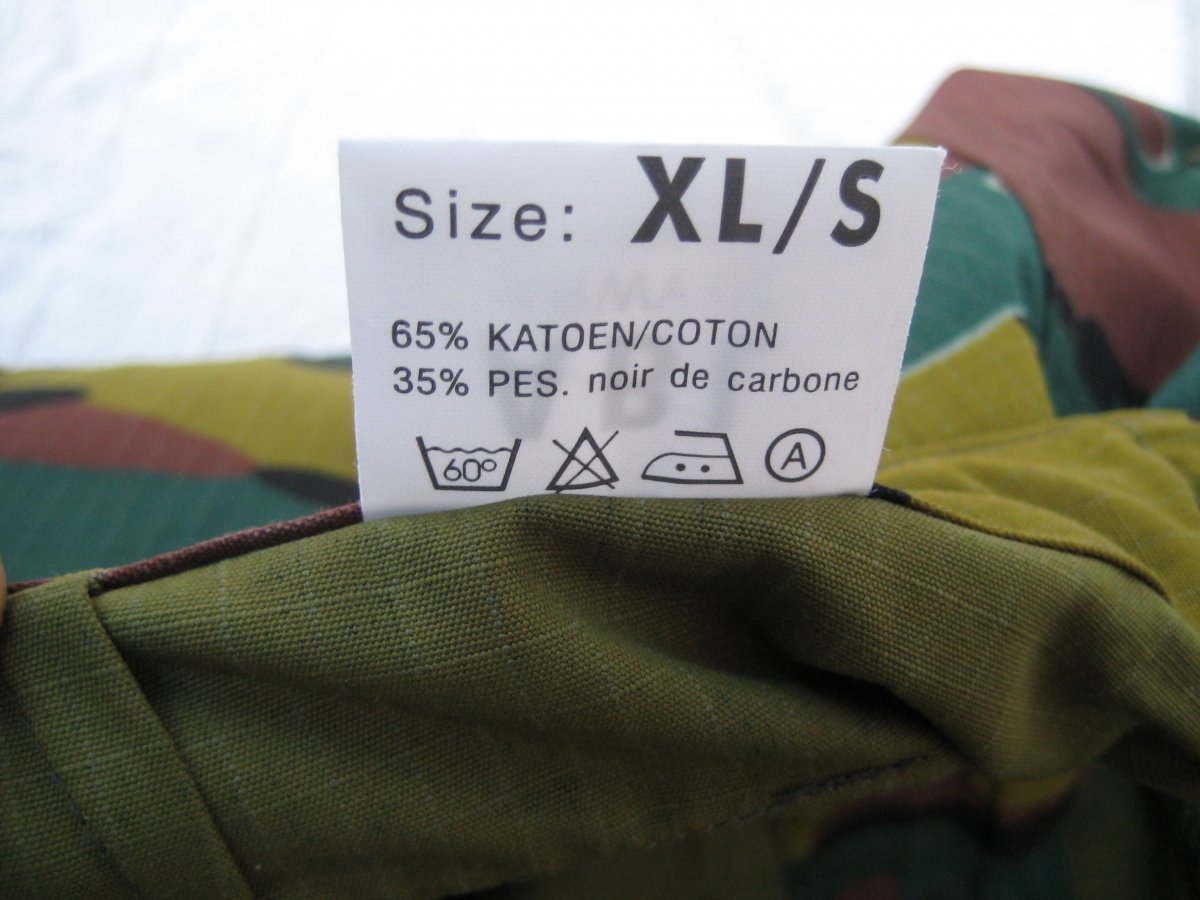 Size: XL/S
65% KATOEN/COTON
35% PES. noir de carbone
60° A